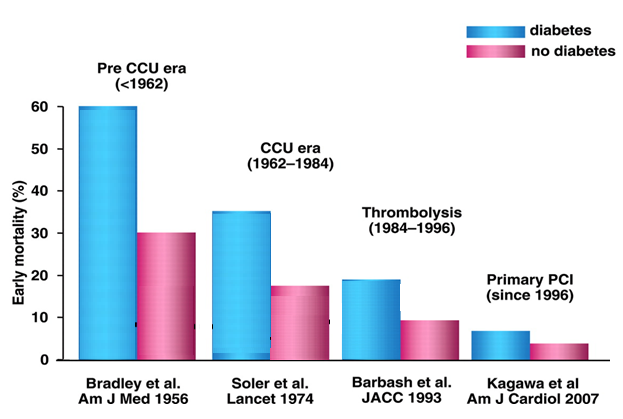 diabetes
no diabetes
Pre CCU era
(<1962)
CCU era
(1962–1984)
Thrombolysis
(1984–1996)
Primary PCI
(since 1996)
Early mortality (%)
60
50
40
30
20
10
0
Bradley et al.
Am J Med 1956
Soler et al.
Lancet 1974
Barbash et al.
JACC 1993
Kagawa et al
Am J Cardiol 2007